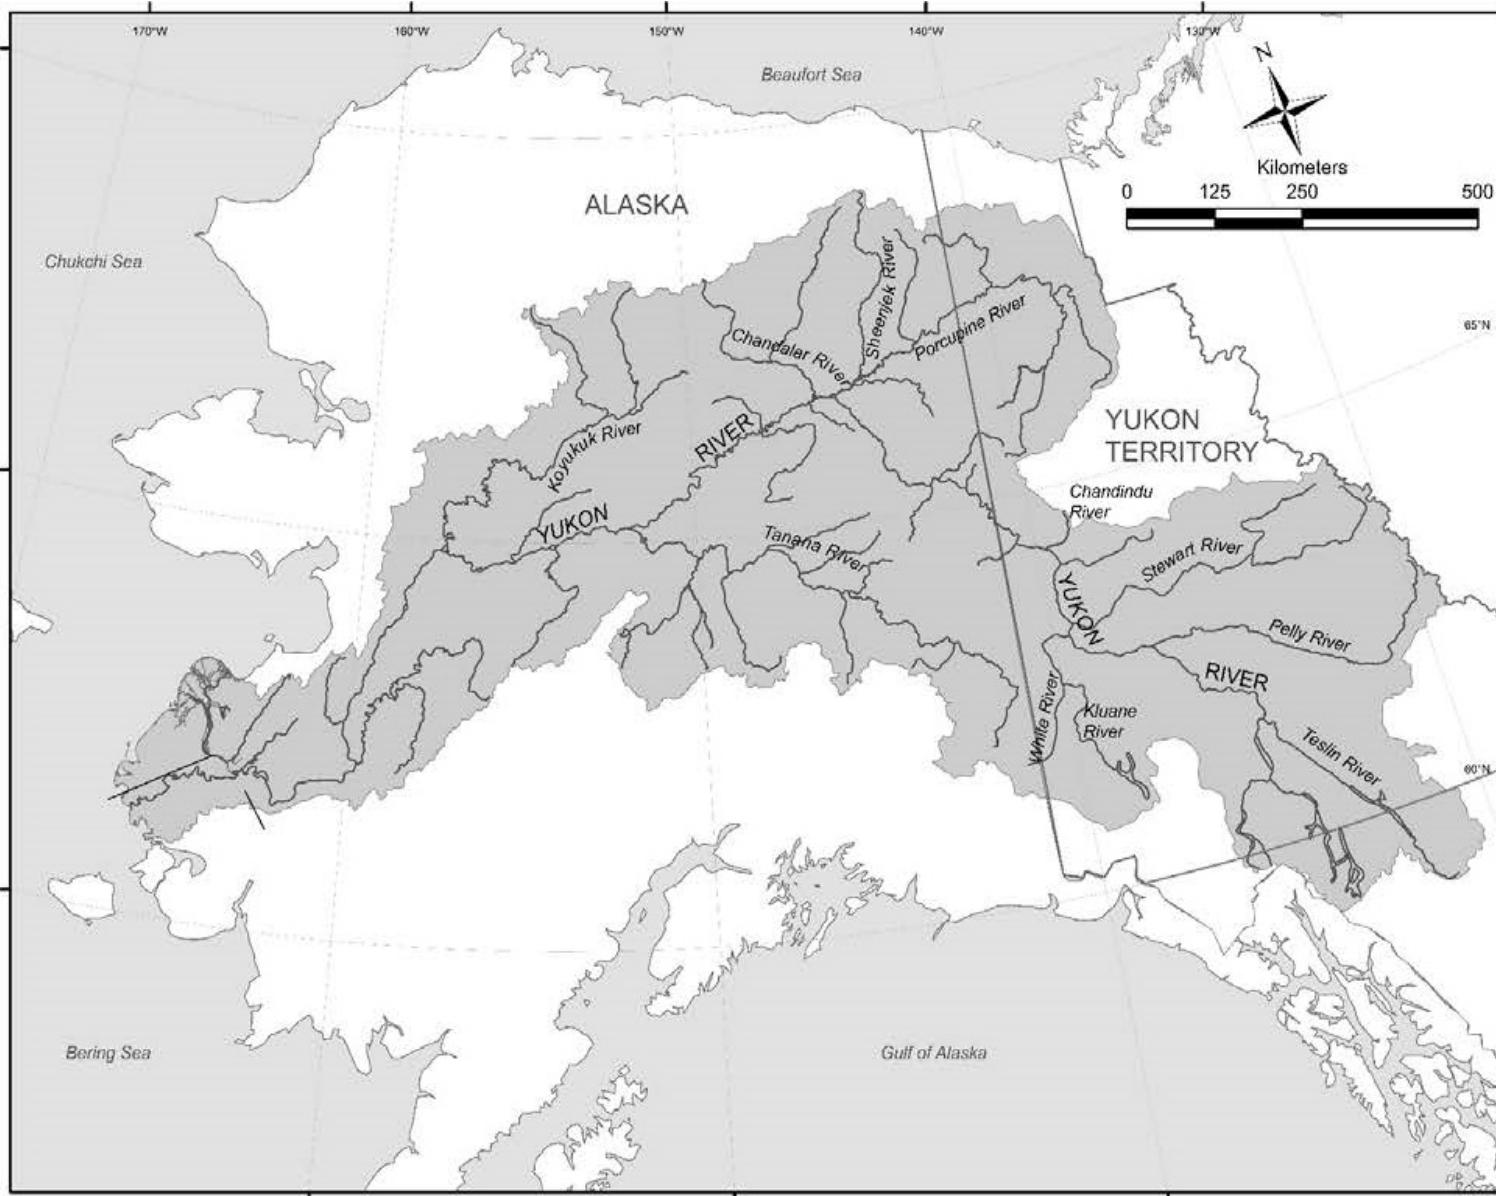 170°W 160°W 150°W 140°W 130°W
N
Beaufort Sea
Kilometers
0 125 250 500
ALASKA
Chukchi Sea
Sheenjek River
Porcupine River
65°N
Chandalar River
YUKON
TERRITORY
RIVER
Koyukuk River
Chandindu
River
YUKON
Tanana River
Stewart River
YUKON
Pelly River
RIVER
White River
Kluane
River
Teslin River
60°N
Bering Sea
Gulf of Alaska